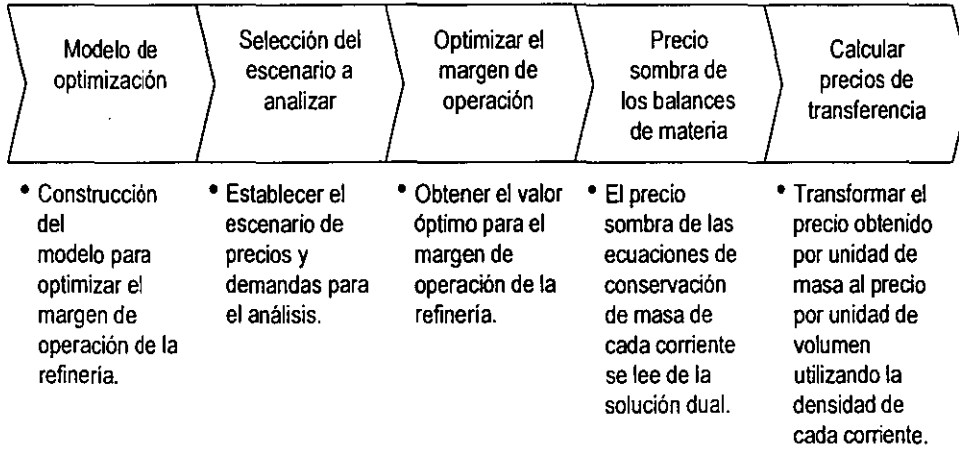 Modelo de
optimización
Selección del
escenario a
analizar
Optimizar el
margen de
operación
Precio
sombra de
los balances
de materia
Calcular
precios de
transferencia
• Construcción
del
modelo para
optimizar el
margen de
operación de la
refinería.
• Establecer el
escenario de
precios y
demandas para
el análisis.
• Obtener el valor
óptimo para el
margen de
operación de la
refinería.
• El precio
sombra de las
ecuaciones de
conservación
de masa de
cada corriente
se lee de la
solución dual.
• Transformar el
precio obtenido
por unidad de
masa al precio
por unidad de
volumen
utilizando la
densidad de
cada corriente.